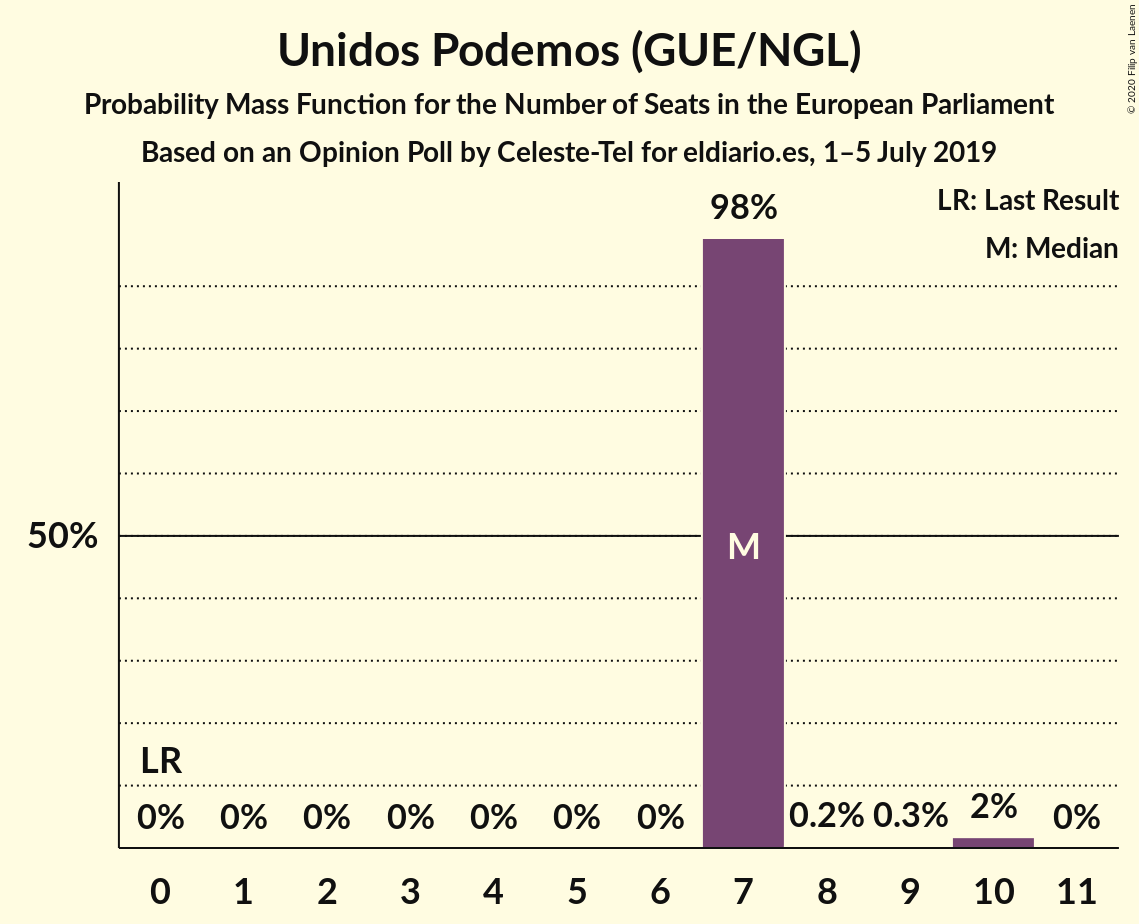 Unidos Podemos (GUE/NGL)
Probability Mass Function for the Number of Seats in the European Parliament
Based on an Opinion Poll by Celeste-Tel for eldiario.es, 1–5 July 2019
© 2020 Filip van Laenen
LR: Last Result
M: Median
98%
50%
M
LR
0% 0% 0% 0% 0% 0% 0% 0.2% 0.3% 2% 0%
0 1 2 3 4 5 6 7 8 9 10 11